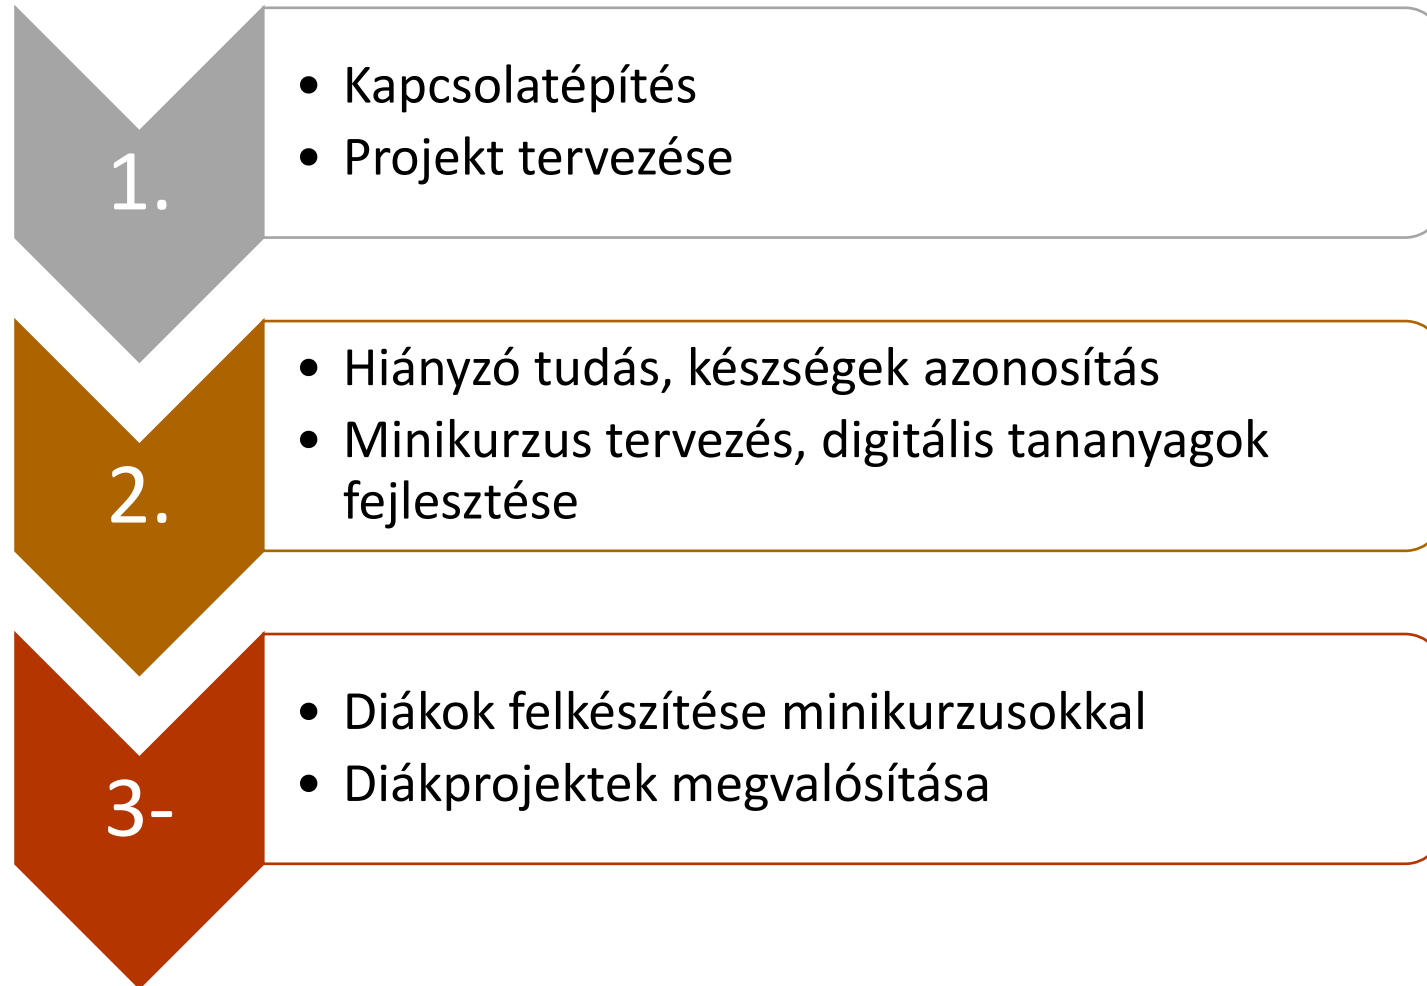 1.
• Kapcsolatépítés
• Projekt tervezése
2.
• Hiányzó tudás, készségek azonosítás
• Minikurzus tervezés, digitális tananyagok
fejlesztése
3-
• Diákok felkészítése minikurzusokkal
• Diákprojektek megvalósítása